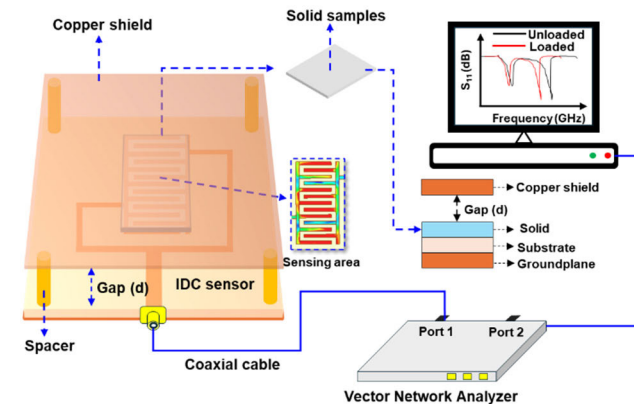 Copper shield
Solid samples
Unloaded
Loaded
S11 (dB)
Frequency (GHz)
Copper shield
Gap (d)
Solid
Substrate
Groundplane
Sensing area
Gap (d)
IDC sensor
Spacer
Coaxial cable
Port 1
Port 2
Vector Network Analyzer